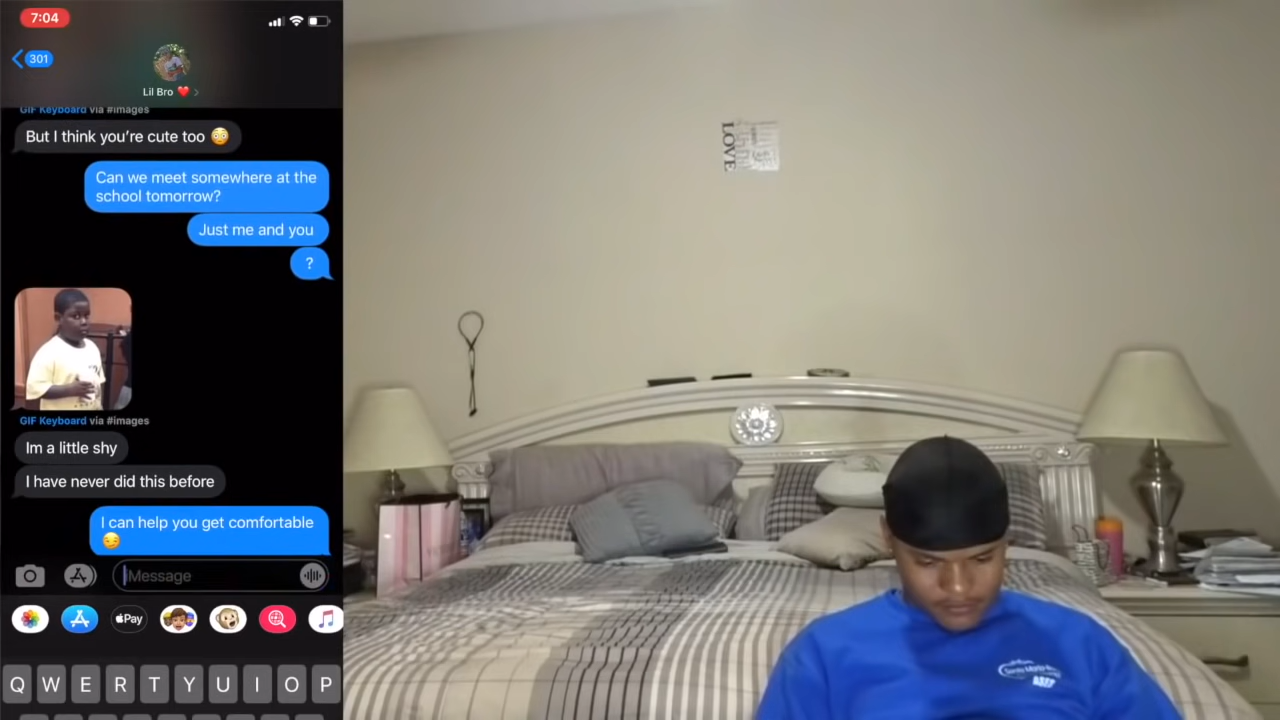 7:04
301
Lil Bro ❤️ >
GIF Keyboard via #images
But I think you're cute too 😳
Can we meet somewhere at the
school tomorrow?
Just me and you
?
GIF Keyboard via #images
Im a little shy
I have never did this before
I can help you get comfortable
😏
Message
Pay
Q W E R T Y U I O P
LOVE